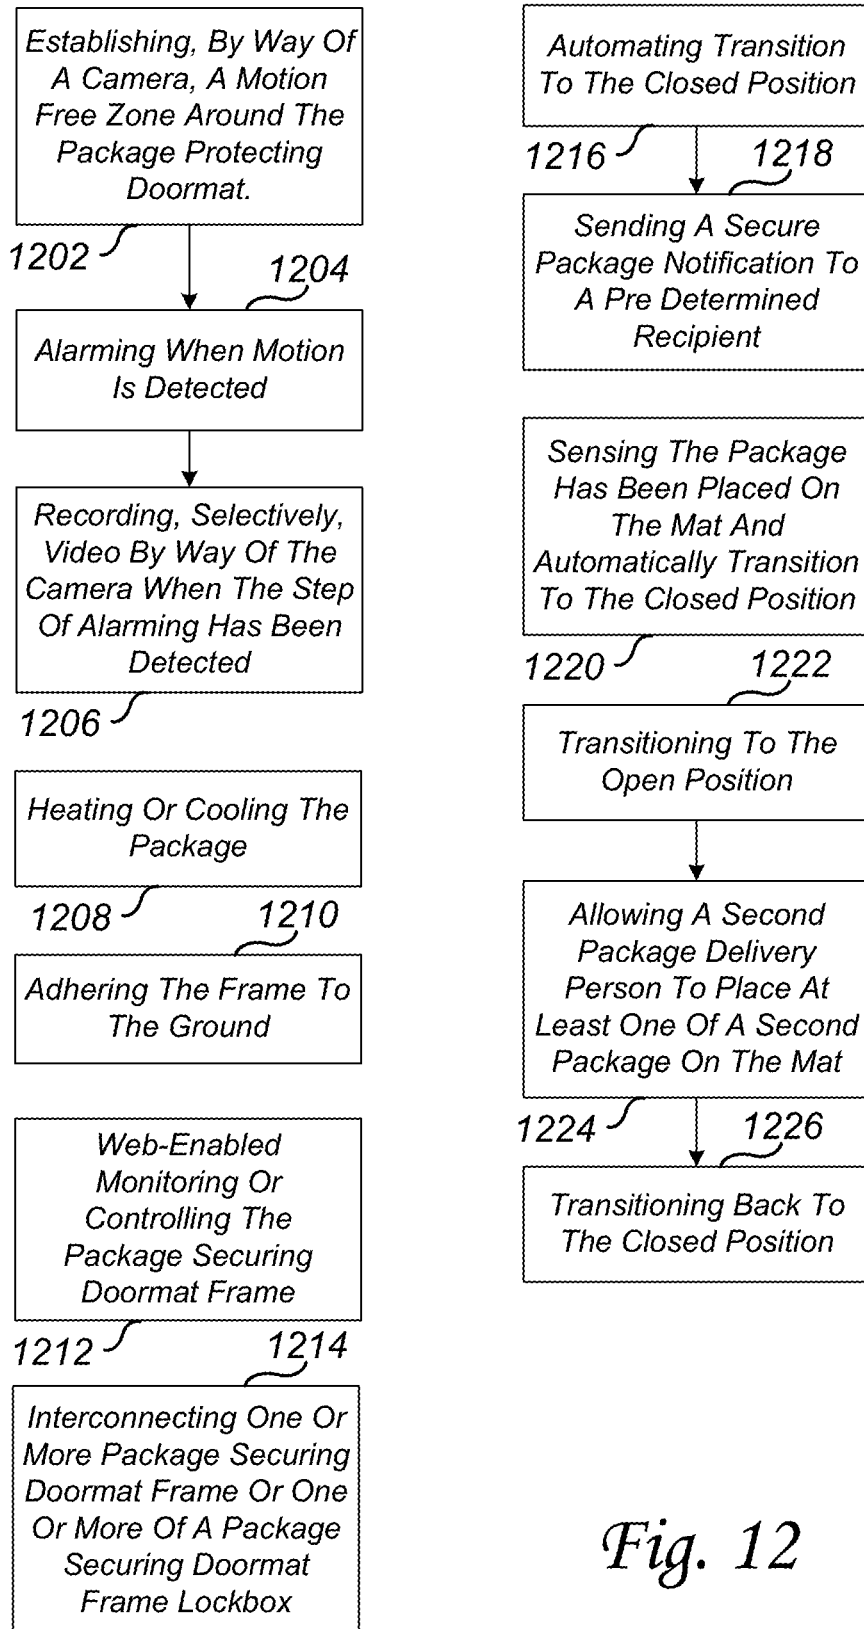 Establishing, By Way Of
A Camera, A Motion
Free Zone Around The
Package Protecting
Doormat.
1202
1204
Alarming When Motion
Is Detected
Recording, Selectively,
Video By Way Of The
Camera When The Step
Of Alarming Has Been
Detected
1206
Heating Or Cooling The
Package
1208
1210
Adhering The Frame To
The Ground
Web-Enabled
Monitoring Or
Controlling The
Package Securing
Doormat Frame
1212
1214
Interconnecting One Or
More Package Securing
Doormat Frame Or One
Or More Of A Package
Securing Doormat
Frame Lockbox
Automating Transition
To The Closed Position
1216
1218
Sending A Secure
Package Notification To
A Pre Determined
Recipient
Sensing The Package
Has Been Placed On
The Mat And
Automatically Transition
To The Closed Position
1220
1222
Transitioning To The
Open Position
Allowing A Second
Package Delivery
Person To Place At
Least One Of A Second
Package On The Mat
1224
1226
Transitioning Back To
The Closed Position
Fig. 12